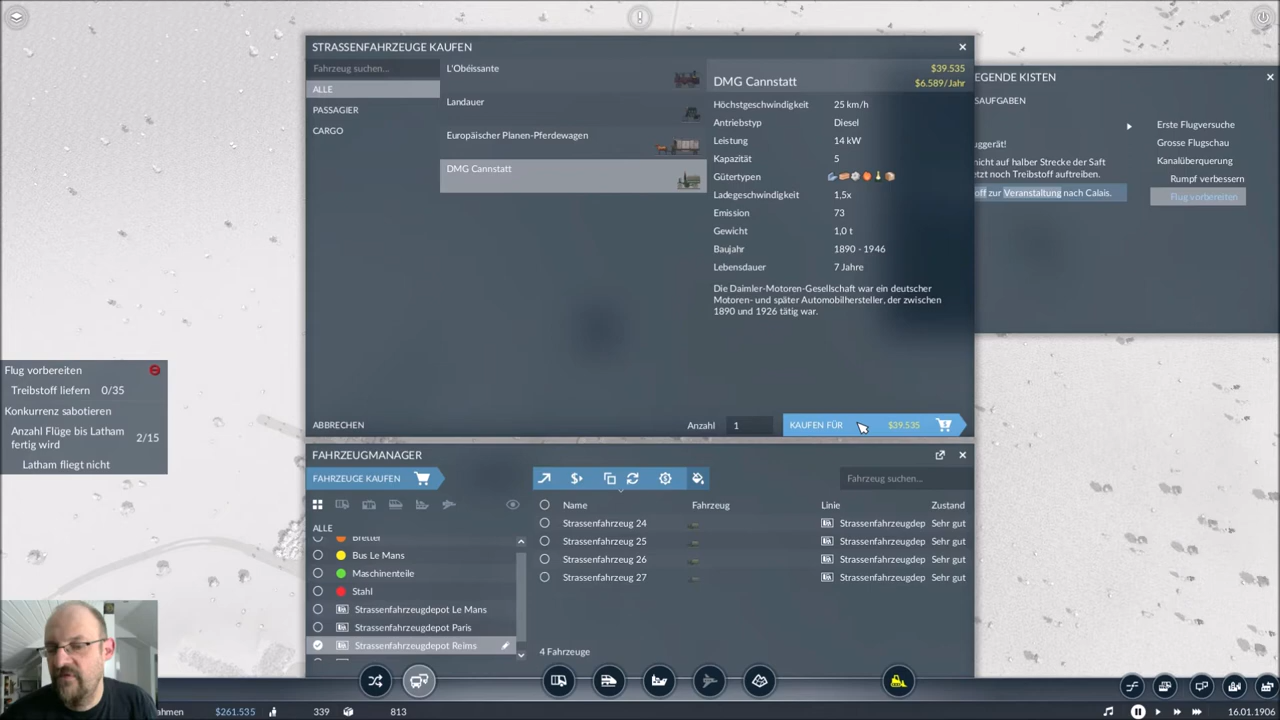 STRASSENFAHRZEUGE KAUFEN
Fahrzeug suchen...
ALLE
PASSAGIER
CARGO
L'Obéissante
Landauer
Europäischer Planen-Pferdewagen
DMG Cannstatt
DMG Cannstatt
$39.535
$6.589/Jahr
Höchstgeschwindigkeit 25 km/h
Antriebstyp Diesel
Leistung 14 kW
Kapazität 5
Gütertypen
Ladegeschwindigkeit 1,5x
Emission 73
Gewicht 1,0 t
Baujahr 1890 - 1946
Lebensdauer 7 Jahre
Die Daimler-Motoren-Gesellschaft war ein deutscher
Motoren- und später Automobilhersteller, der zwischen
1890 und 1926 tätig war.
ABBRECHEN
Anzahl 1
KAUFEN FÜR $39.535
EGENDE KISTEN
SAUFGABEN
uggerät!
nicht auf halber Strecke der Saft
etzt noch Treibstoff auftreiben.
off zur Veranstaltung nach Calais.
Erste Flugversuche
Grosse Flugschau
Kanalüberquerung
Rumpf verbessern
Flug vorbereiten
Flug vorbereiten
Treibstoff liefern 0/35
Konkurrenz sabotieren
Anzahl Flüge bis Latham
fertig wird
2/15
Latham fliegt nicht
FAHRZEUGMANAGER
FAHRZEUGE KAUFEN
Fahrzeug suchen...
ALLE
Bretter
Bus Le Mans
Maschinenteile
Stahl
Strassenfahrzeugdepot Le Mans
Strassenfahrzeugdepot Paris
Strassenfahrzeugdepot Reims
Name Fahrzeug Linie Zustand
Strassenfahrzeug 24 Strassenfahrzeugdep Sehr gut
Strassenfahrzeug 25 Strassenfahrzeugdep Sehr gut
Strassenfahrzeug 26 Strassenfahrzeugdep Sehr gut
Strassenfahrzeug 27 Strassenfahrzeugdep Sehr gut
4 Fahrzeuge
ahmen $261.535 339 813
16.01.1906